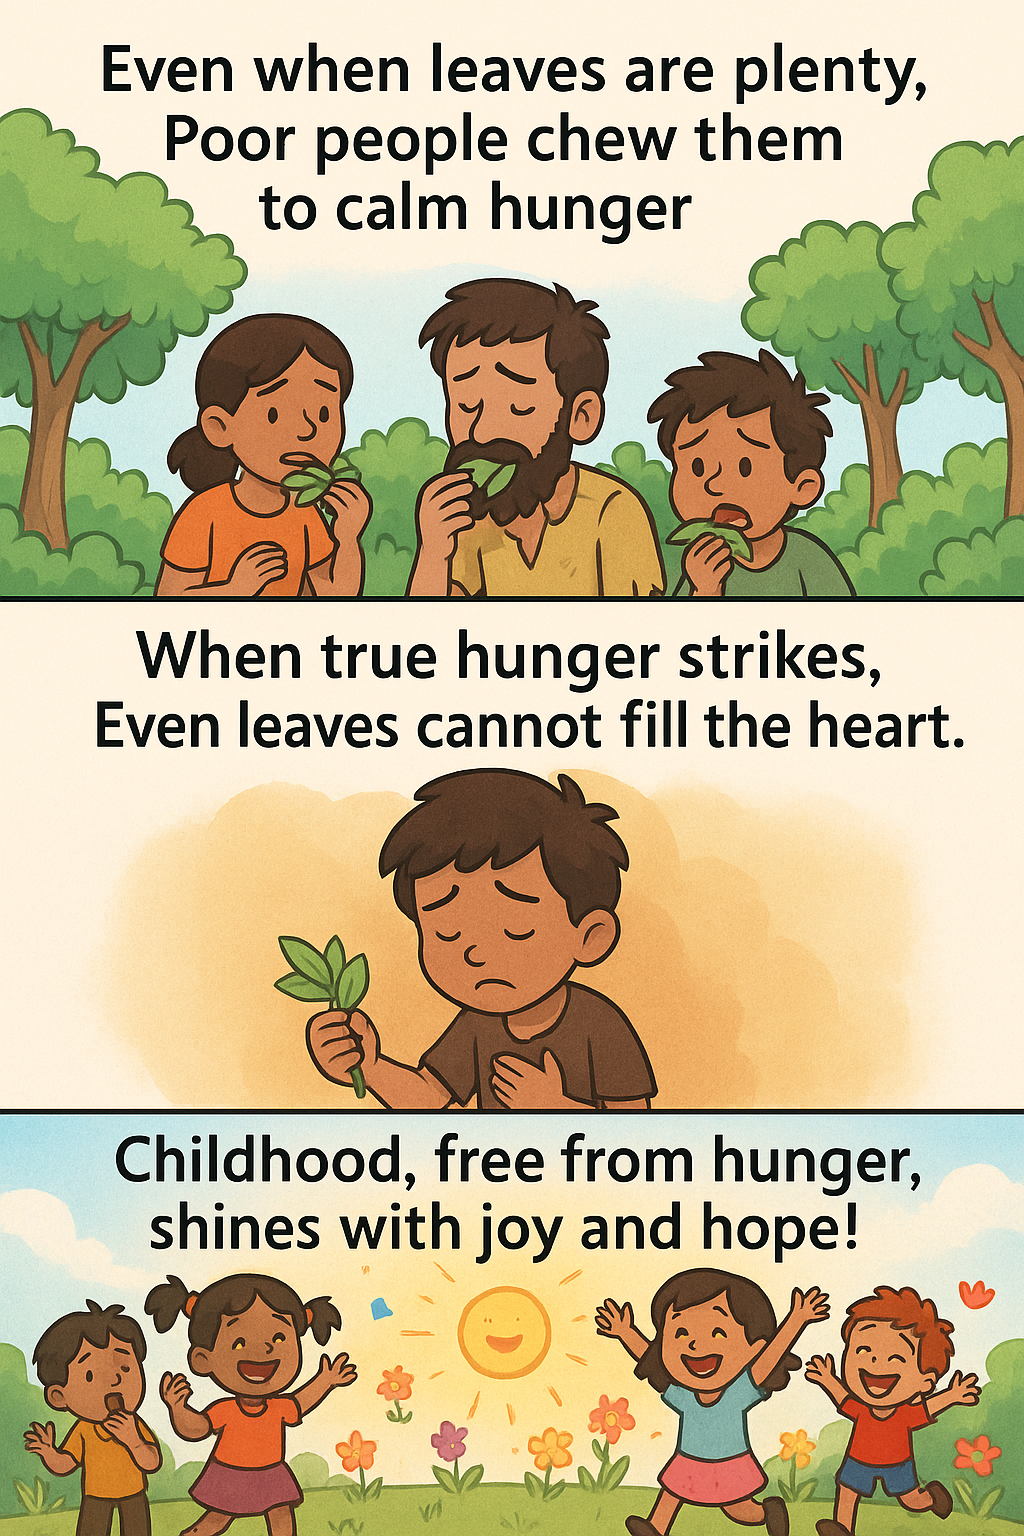 Even when leaves are plenty,
Poor people chew them
to calm hunger
When true hunger strikes,
Even leaves cannot fill the heart.
Childhood, free from hunger,
shines with joy and hope!